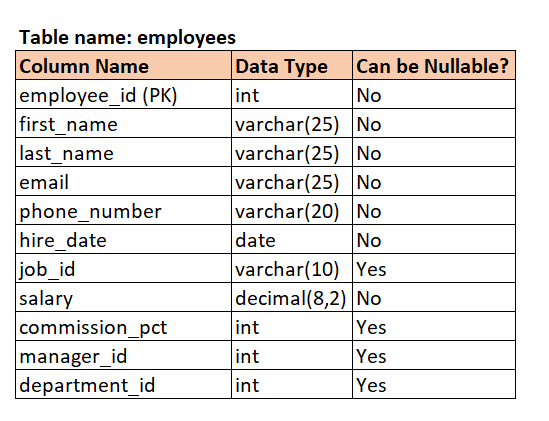 Table name: employees
Column Name Data Type Can be Nullable?
employee_id (PK) int No
first_name varchar(25) No
last_name varchar(25) No
email varchar(25) No
phone_number varchar(20) No
hire_date date No
job_id varchar(10) Yes
salary decimal(8,2) No
commission_pct int Yes
manager_id int Yes
department_id int Yes